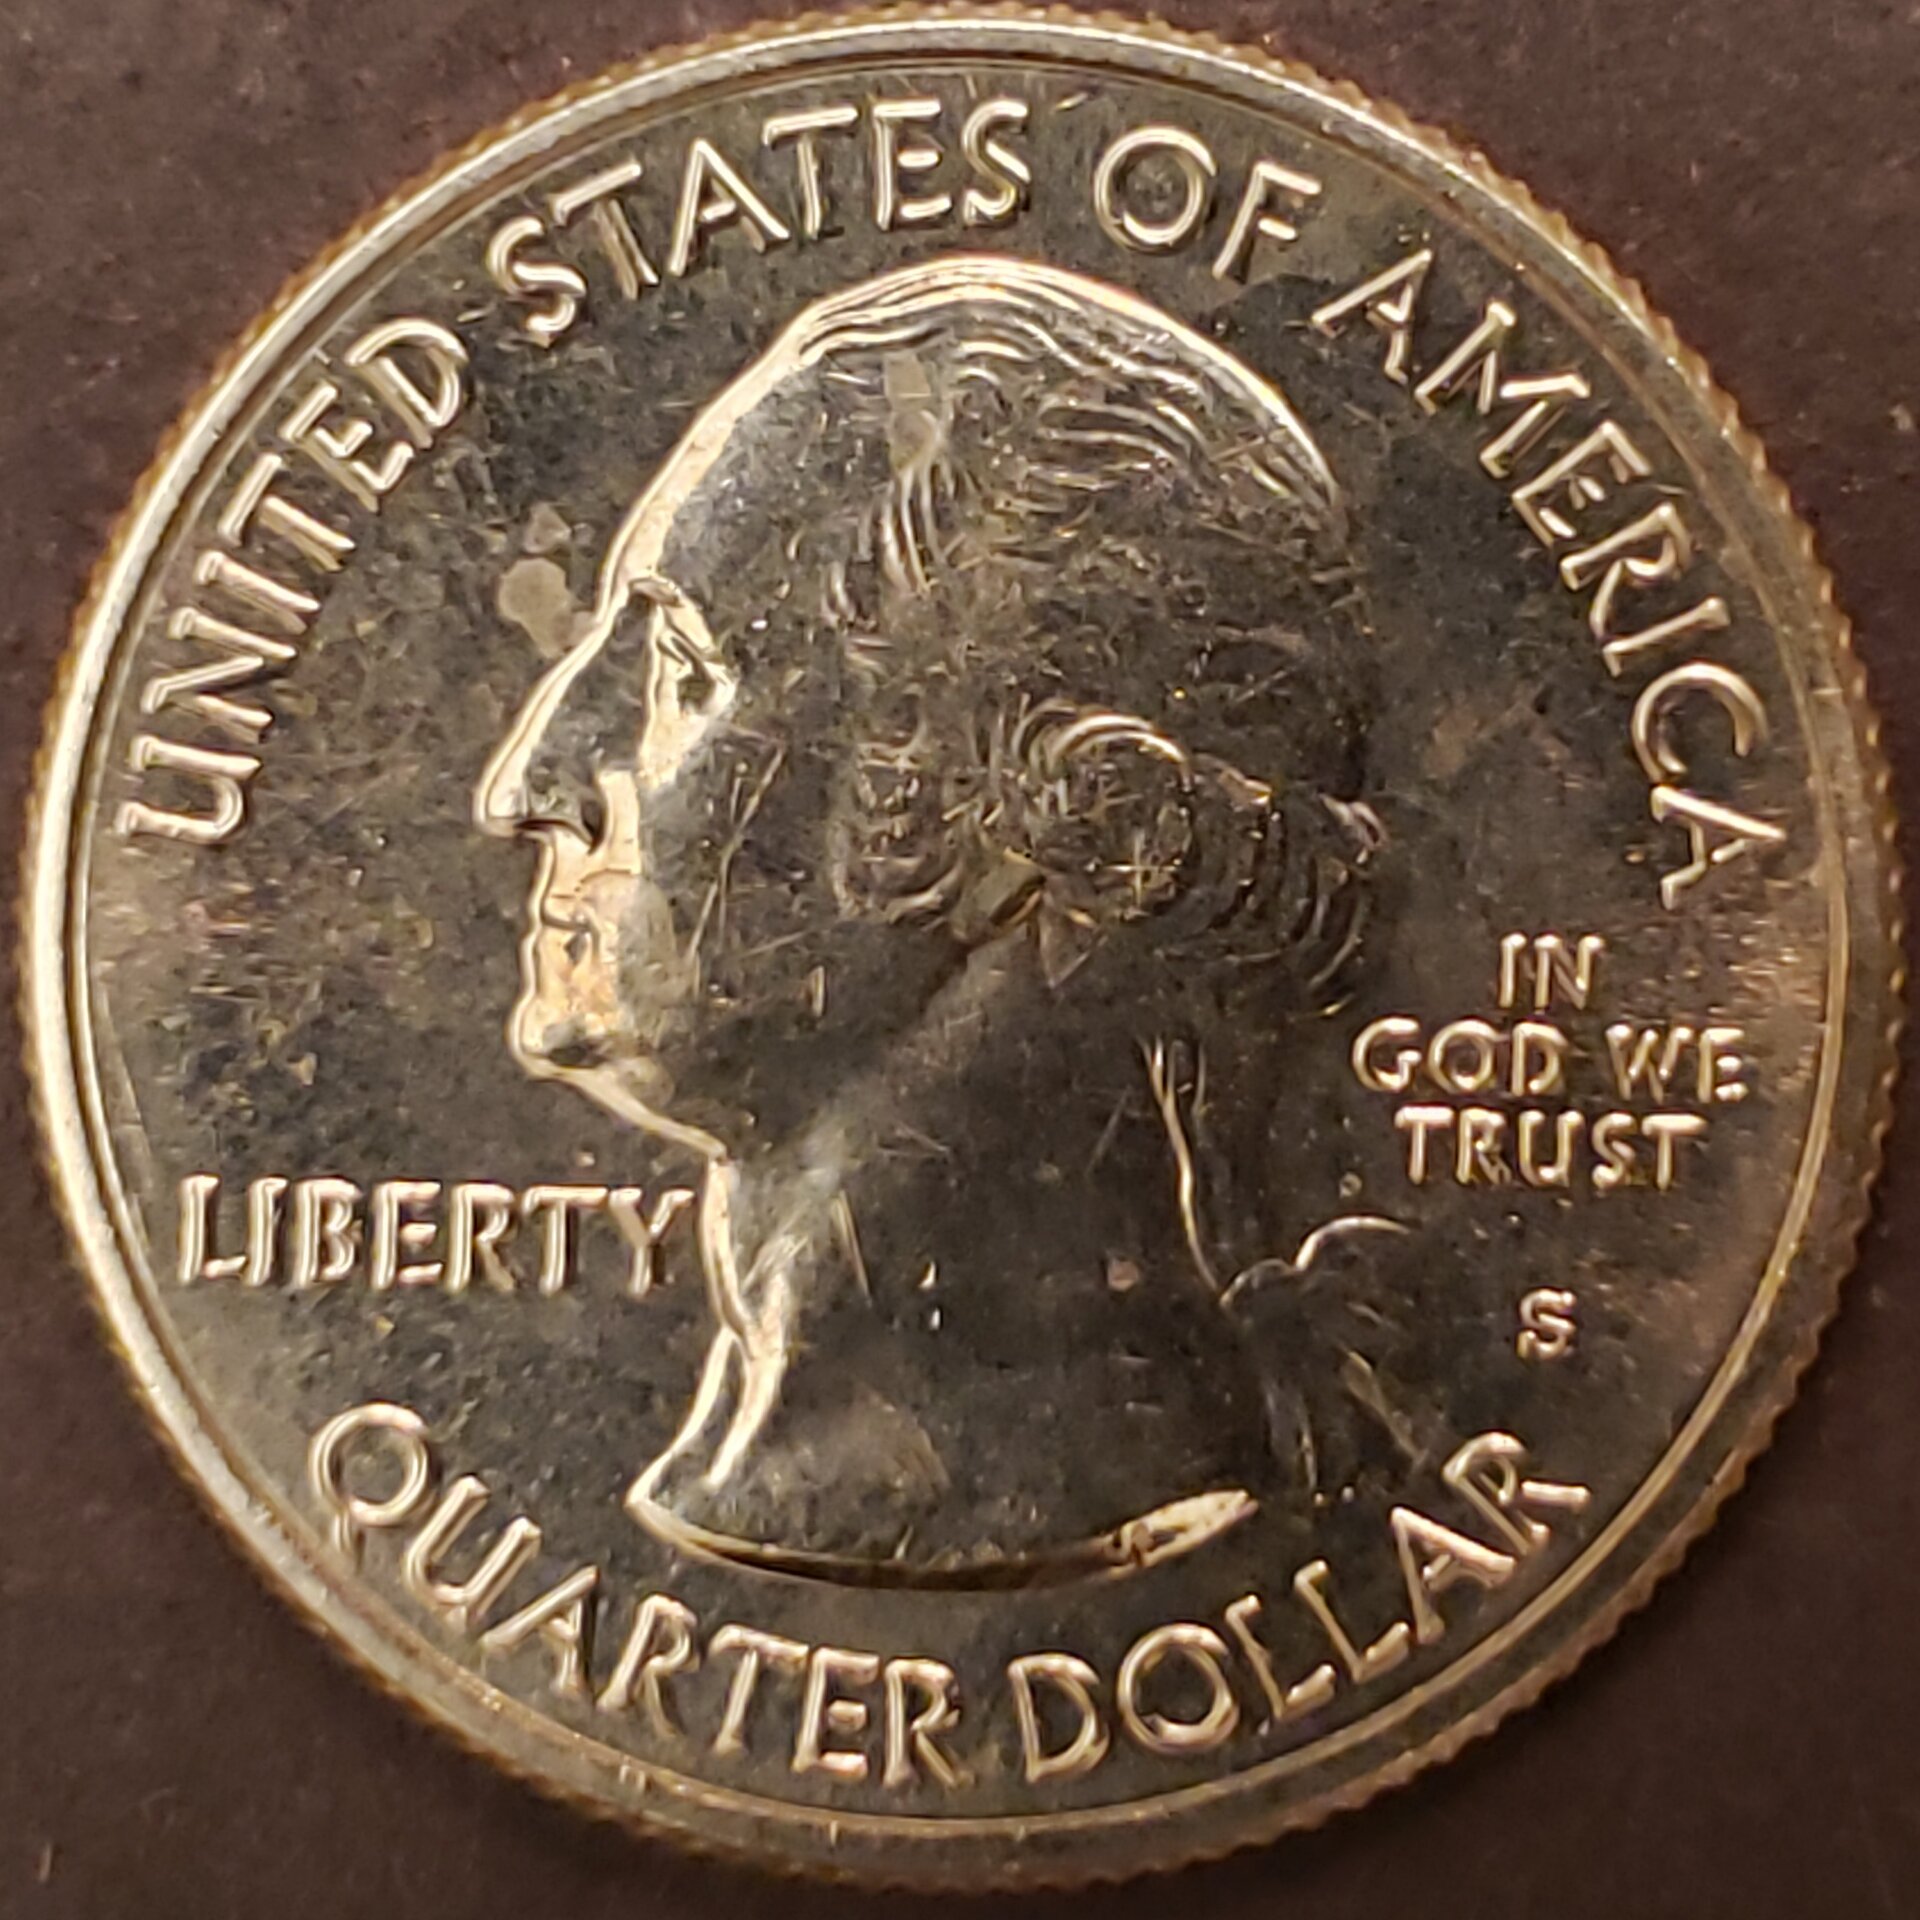 UNITED STATES OF AMERICA
IN
GOD WE
TRUST
LIBERTY
S
QUARTER DOLLAR